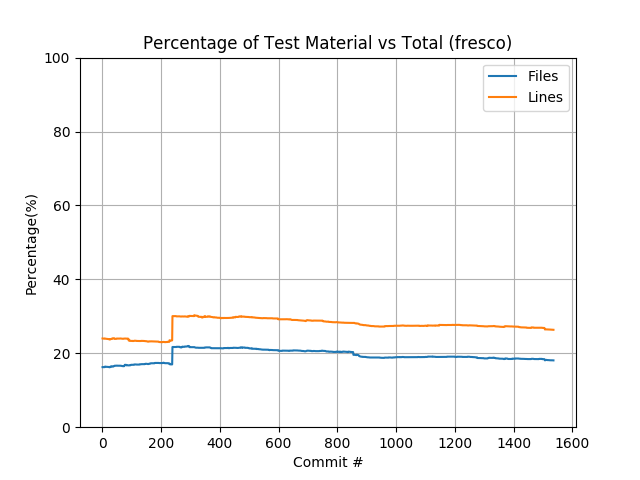 Percentage of Test Material vs Total (fresco)
Files
Lines
100
80
60
40
20
0
Percentage(%)
0 200 400 600 800 1000 1200 1400 1600
Commit #